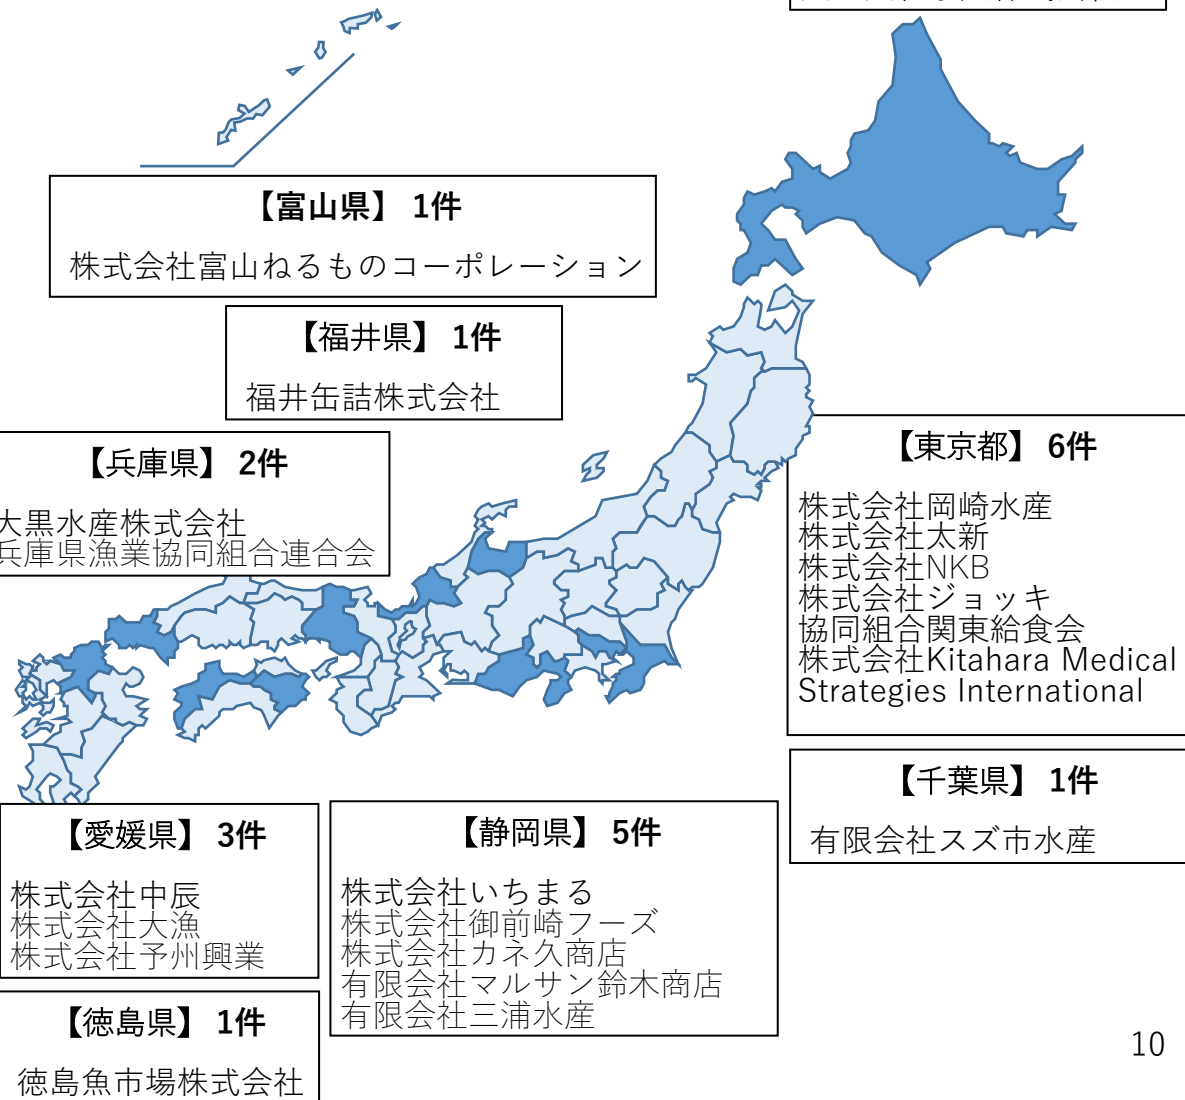 【富山県】 1件
株式会社富山ねるものコーポレーション
【福井県】 1件
福井缶詰株式会社
【兵庫県】 2件
大黒水産株式会社
兵庫県漁業協同組合連合会
【東京都】 6件
株式会社岡崎水産
株式会社太新
株式会社NKB
株式会社ジョッキ
協同組合関東給食会
株式会社Kitahara Medical
Strategies International
【千葉県】 1件
有限会社スズ市水産
【愛媛県】 3件
株式会社中辰
株式会社大漁
株式会社予州興業
【静岡県】 5件
株式会社いちまる
株式会社御前崎フーズ
株式会社カネ久商店
有限会社マルサン鈴木商店
有限会社三浦水産
【徳島県】 1件
徳島魚市場株式会社
10